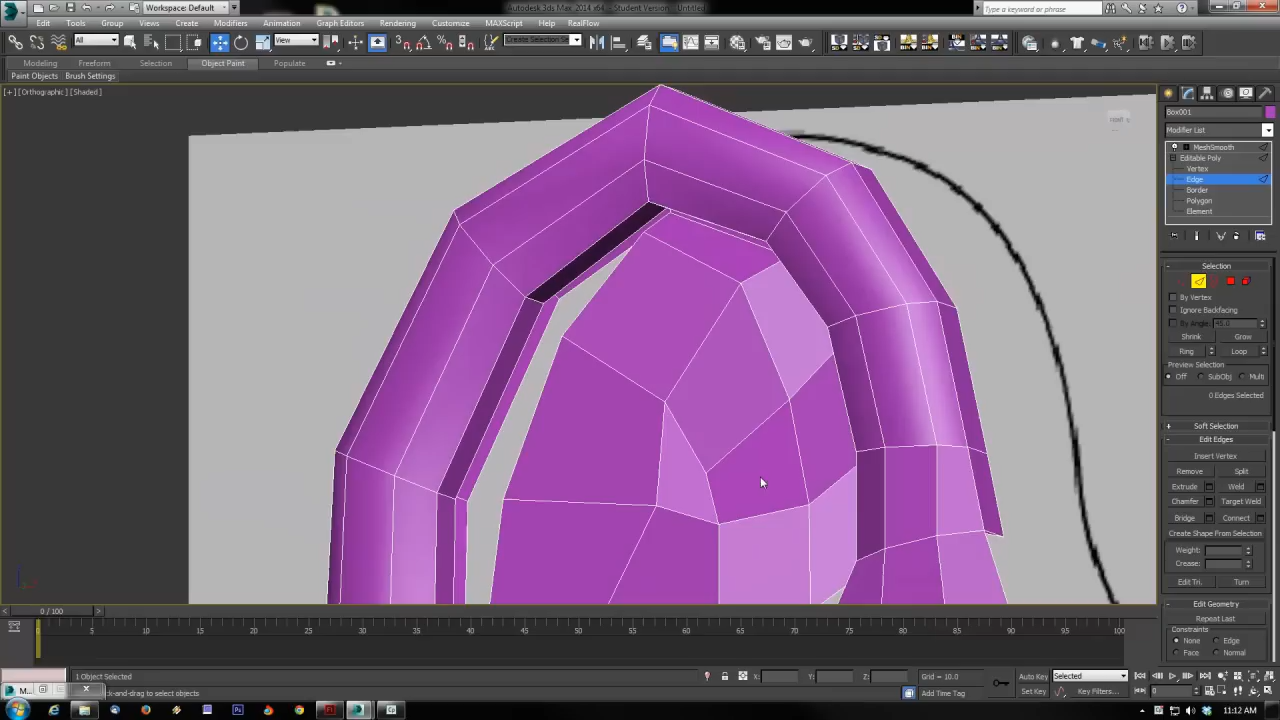 Autodesk 3ds Max 2014 x64 - Student Version - Untitled
Workspace: Default
Type a keyword or phrase
Edit Tools Group Views Create Modifiers Animation Graph Editors Rendering Customize MAXScript Help RealFlow
All
View
Create Selection Se
Modeling Freeform Selection Object Paint Populate
Paint Objects Brush Settings
[+] [Orthographic] [Shaded]
Box001
Modifier List
MeshSmooth
Editable Poly
Vertex
Edge
Border
Polygon
Element
Selection
By Vertex
Ignore Backfacing
By Angle: 45.0
Shrink Grow
Ring Loop
Preview Selection
Off SubObj Multi
0 Edges Selected
Soft Selection
Edit Edges
Insert Vertex
Remove Split
Extrude Weld
Chamfer Target Weld
Bridge Connect
Create Shape From Selection
Weight:
Crease:
Edit Tri. Turn
Edit Geometry
Repeat Last
Constraints
None Edge
Face Normal
0 / 100
0 5 10 15 20 25 30 35 40 45 50 55 60 65 70 75 80 85 90 95 100
1 Object Selected
X: Y: Z:
Grid = 10.0
Auto Key Selected
M...
ck-and-drag to select objects
Add Time Tag
Set Key Key Filters...
0
11:12 AM